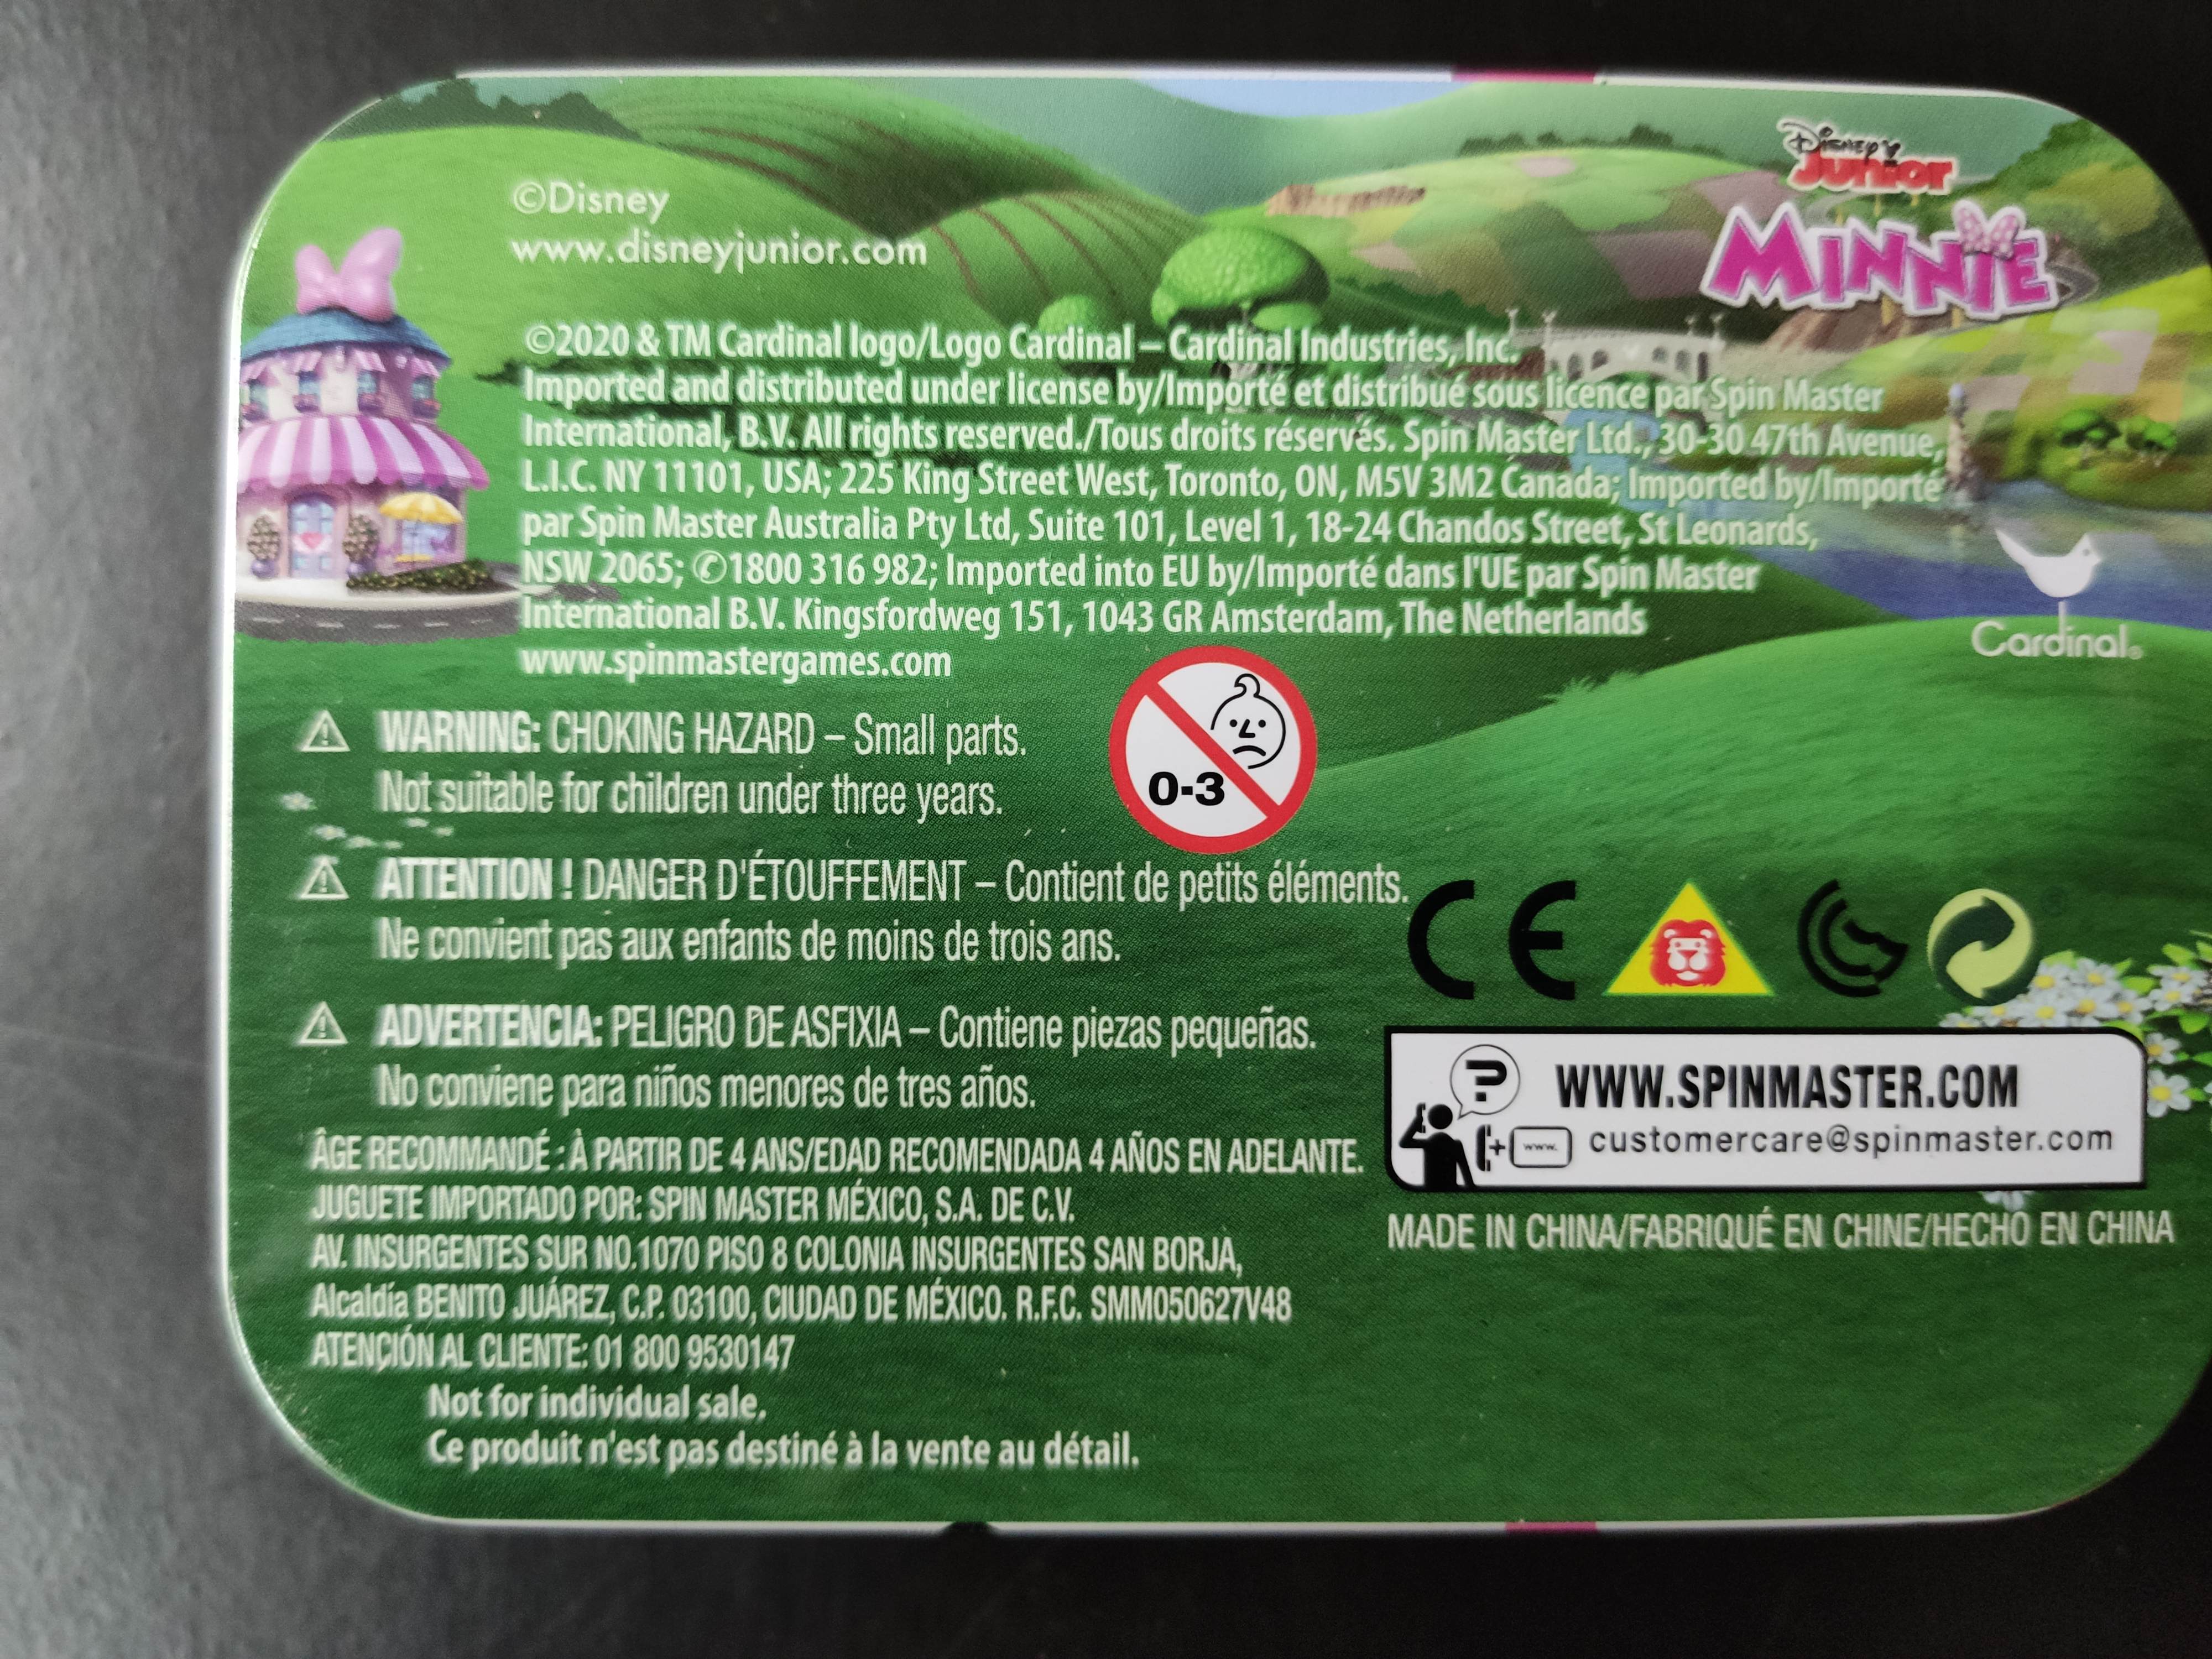 ©Disney
www.disneyjunior.com
Disney
Junior
MINNIE
©2020 & TM Cardinal logo/Logo Cardinal – Cardinal Industries, Inc.
Imported and distributed under license by/Importé et distribué sous licence par Spin Master
International, B.V. All rights reserved./Tous droits réservés. Spin Master Ltd., 30-30 47th Avenue,
L.I.C. NY 11101, USA; 225 King Street West, Toronto, ON, M5V 3M2 Canada; Imported by/Importé
par Spin Master Australia Pty Ltd, Suite 101, Level 1, 18-24 Chandos Street, St Leonards,
NSW 2065; ✆1800 316 982; Imported into EU by/Importé dans l'UE par Spin Master
International B.V. Kingsfordweg 151, 1043 GR Amsterdam, The Netherlands
www.spinmastergames.com
Cardinal®
⚠ WARNING: CHOKING HAZARD – Small parts.
Not suitable for children under three years.
0-3
⚠ ATTENTION ! DANGER D'ÉTOUFFEMENT – Contient de petits éléments.
Ne convient pas aux enfants de moins de trois ans.
CE
⚠ ADVERTENCIA: PELIGRO DE ASFIXIA – Contiene piezas pequeñas.
No conviene para niños menores de tres años.
? WWW.SPINMASTER.COM
+ www. customercare@spinmaster.com
ÂGE RECOMMANDÉ : À PARTIR DE 4 ANS/EDAD RECOMENDADA 4 AÑOS EN ADELANTE.
JUGUETE IMPORTADO POR: SPIN MASTER MÉXICO, S.A. DE C.V.
AV. INSURGENTES SUR NO.1070 PISO 8 COLONIA INSURGENTES SAN BORJA,
Alcaldía BENITO JUÁREZ, C.P. 03100, CIUDAD DE MÉXICO. R.F.C. SMM050627V48
ATENCIÓN AL CLIENTE: 01 800 9530147
MADE IN CHINA/FABRIQUÉ EN CHINE/HECHO EN CHINA
Not for individual sale.
Ce produit n'est pas destiné à la vente au détail.